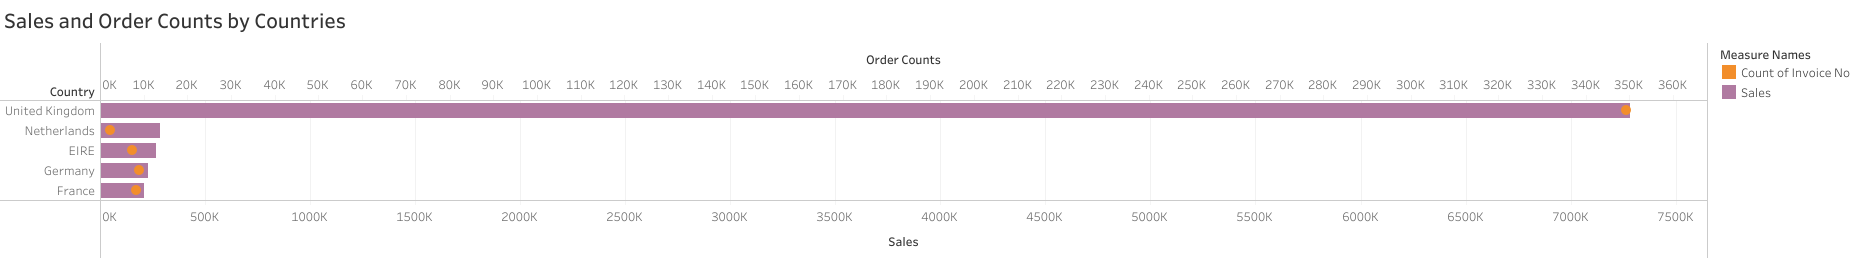 Sales and Order Counts by Countries
Order Counts
0K 10K 20K 30K 40K 50K 60K 70K 80K 90K 100K 110K 120K 130K 140K 150K 160K 170K 180K 190K 200K 210K 220K 230K 240K 250K 260K 270K 280K 290K 300K 310K 320K 330K 340K 350K 360K
Country
United Kingdom
Netherlands
EIRE
Germany
France
0K 500K 1000K 1500K 2000K 2500K 3000K 3500K 4000K 4500K 5000K 5500K 6000K 6500K 7000K 7500K
Sales
Measure Names
Count of Invoice No
Sales